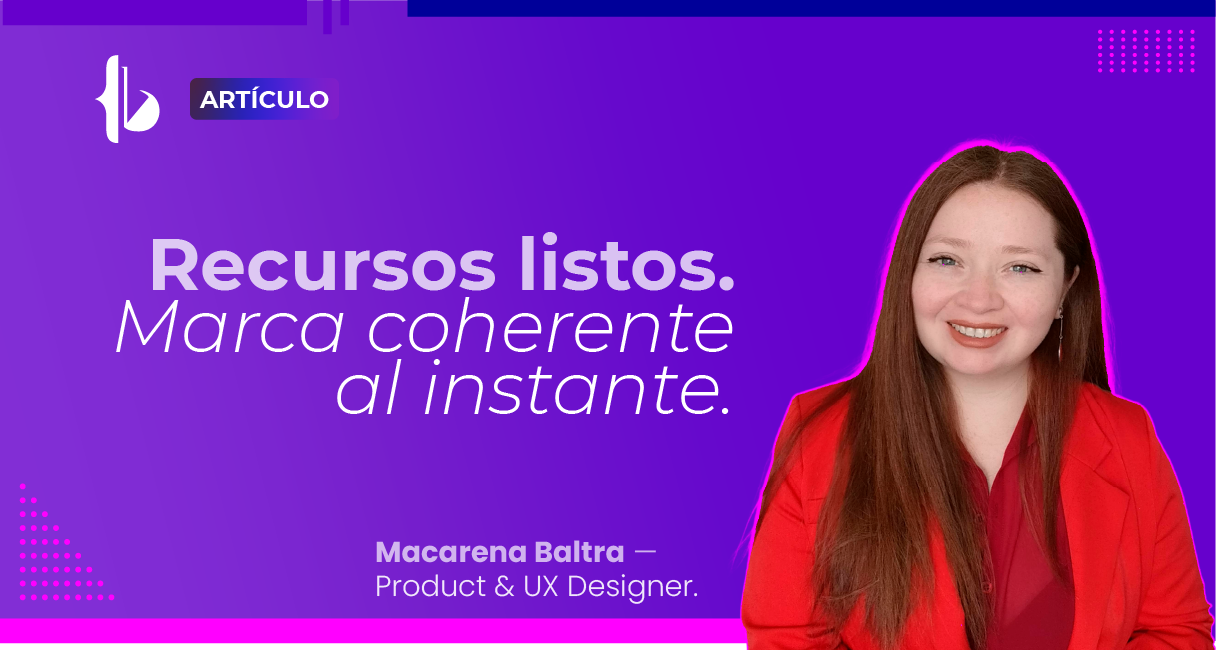 ARTÍCULO
Recursos listos.
Marca coherente
al instante.
Macarena Baltra —
Product & UX Designer.